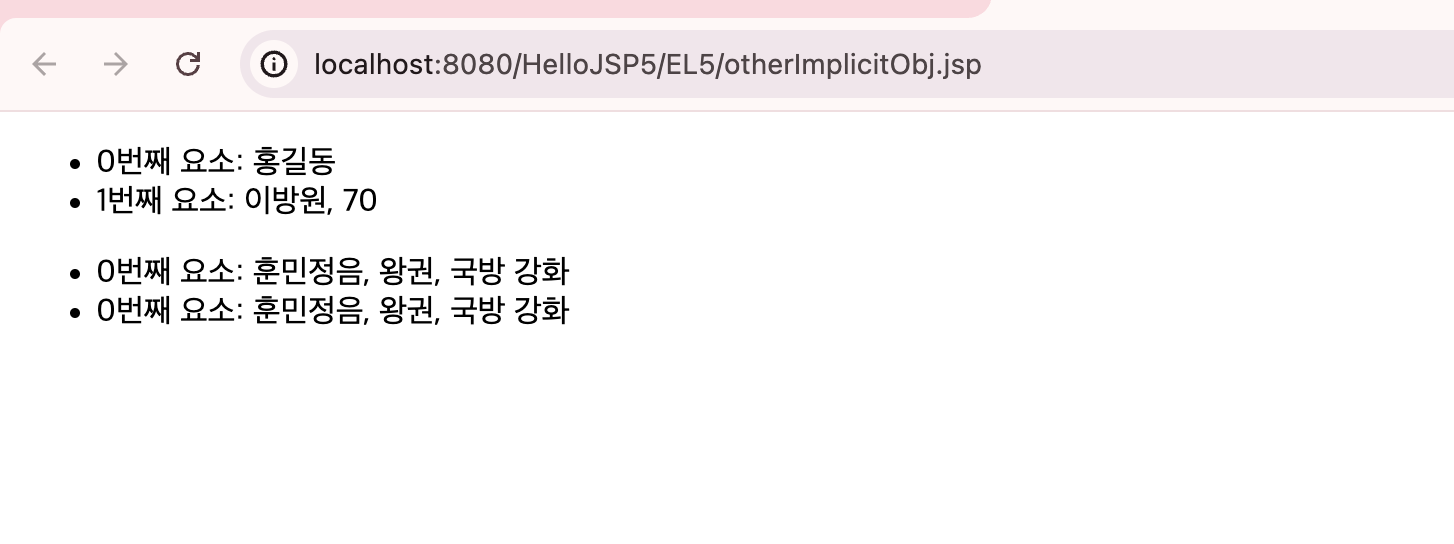 localhost:8080/HelloJSP5/EL5/otherImplicitObj.jsp
• 0번째 요소: 홍길동
• 1번째 요소: 이방원, 70
• 0번째 요소: 훈민정음, 왕권, 국방 강화
• 0번째 요소: 훈민정음, 왕권, 국방 강화